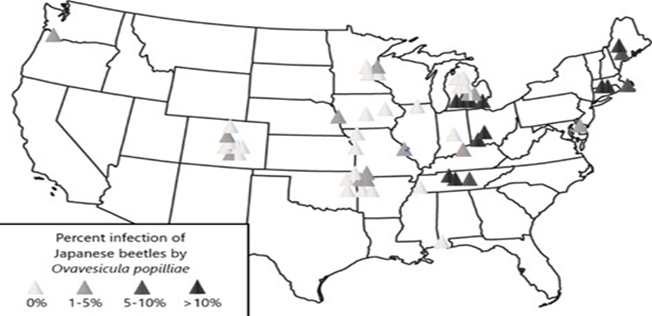 Percent infection of
Japanese beetles by
Ovavesicula popilliae
0% 1-5% 5-10% >10%